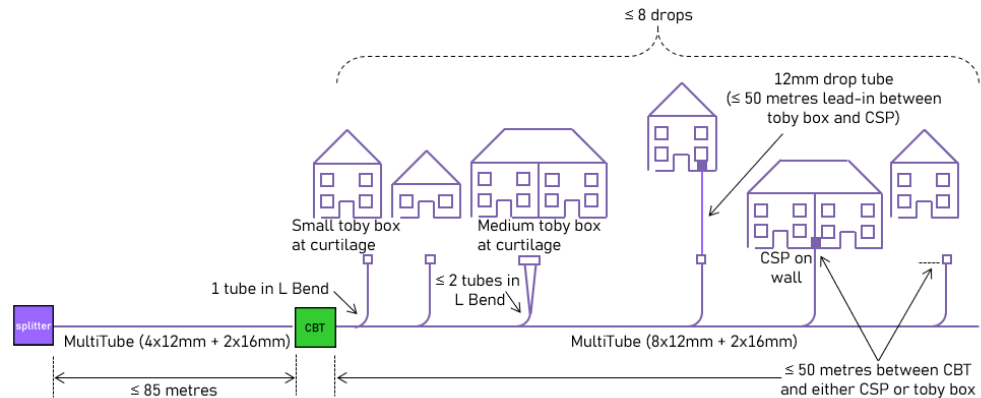 ≤ 8 drops
12mm drop tube
(≤ 50 metres lead-in between
toby box and CSP)
Small toby box
at curtilage
Medium toby box
at curtilage
CSP on
wall
1 tube in L Bend
≤ 2 tubes in
L Bend
splitter
CBT
MultiTube (4x12mm + 2x16mm)
MultiTube (8x12mm + 2x16mm)
≤ 85 metres
≤ 50 metres between CBT
and either CSP or toby box